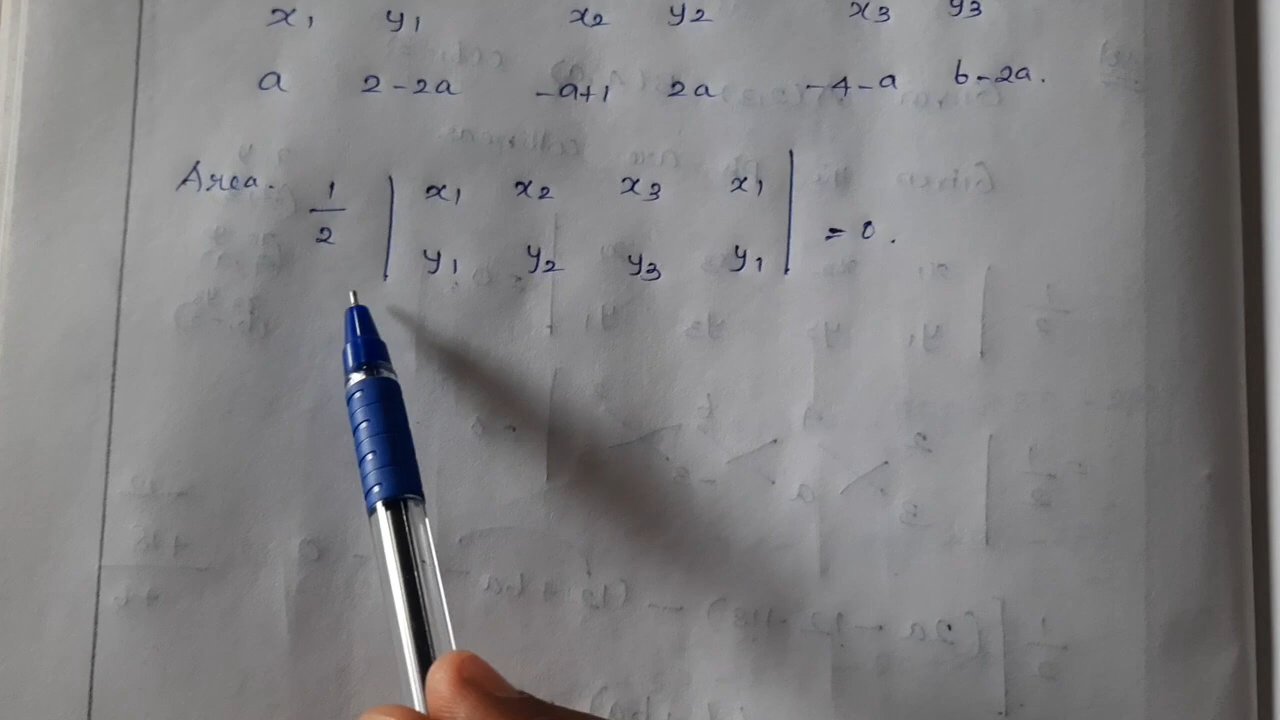 x₁ y₁ x₂ y₂ x₃ y₃
a 2-2a -a+1 2a -4-a 6-2a.
Area. 1/2 | x₁ x₂ x₃ x₁ | = 0.
y₁ y₂ y₃ y₁